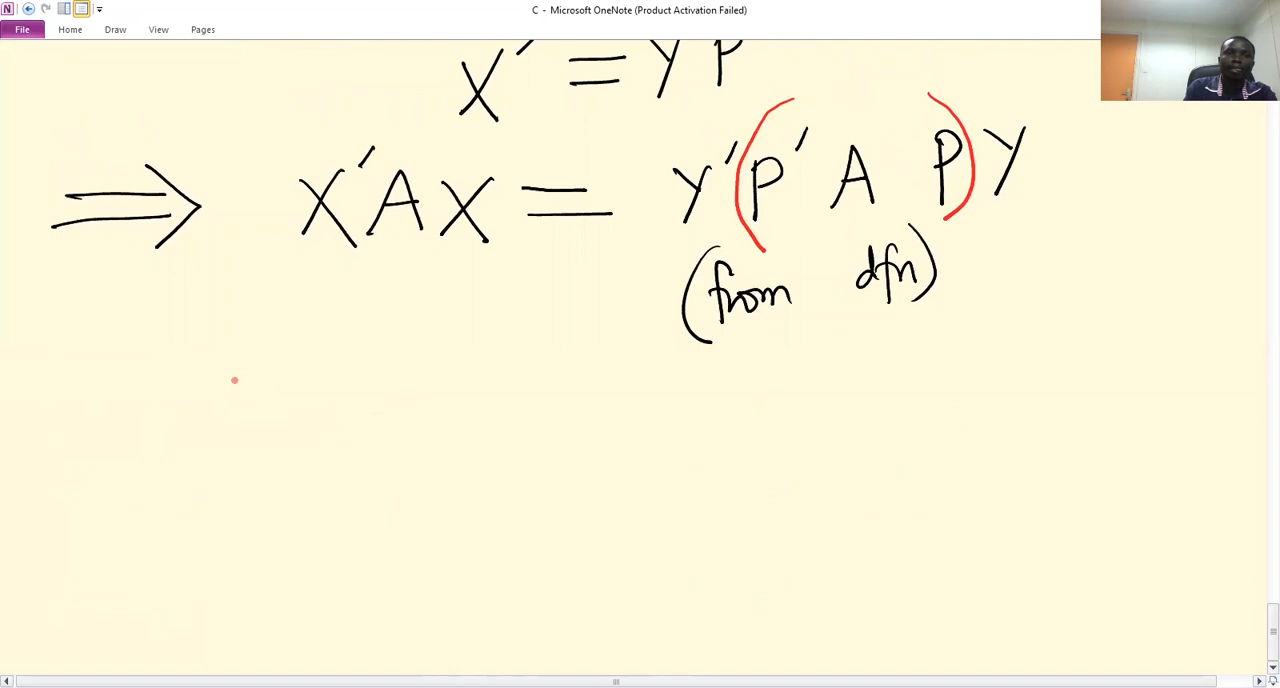 C - Microsoft OneNote (Product Activation Failed)
File Home Draw View Pages
X' = Y'P'
⟹ X'AX = Y'(P'AP)Y
(from dfn)